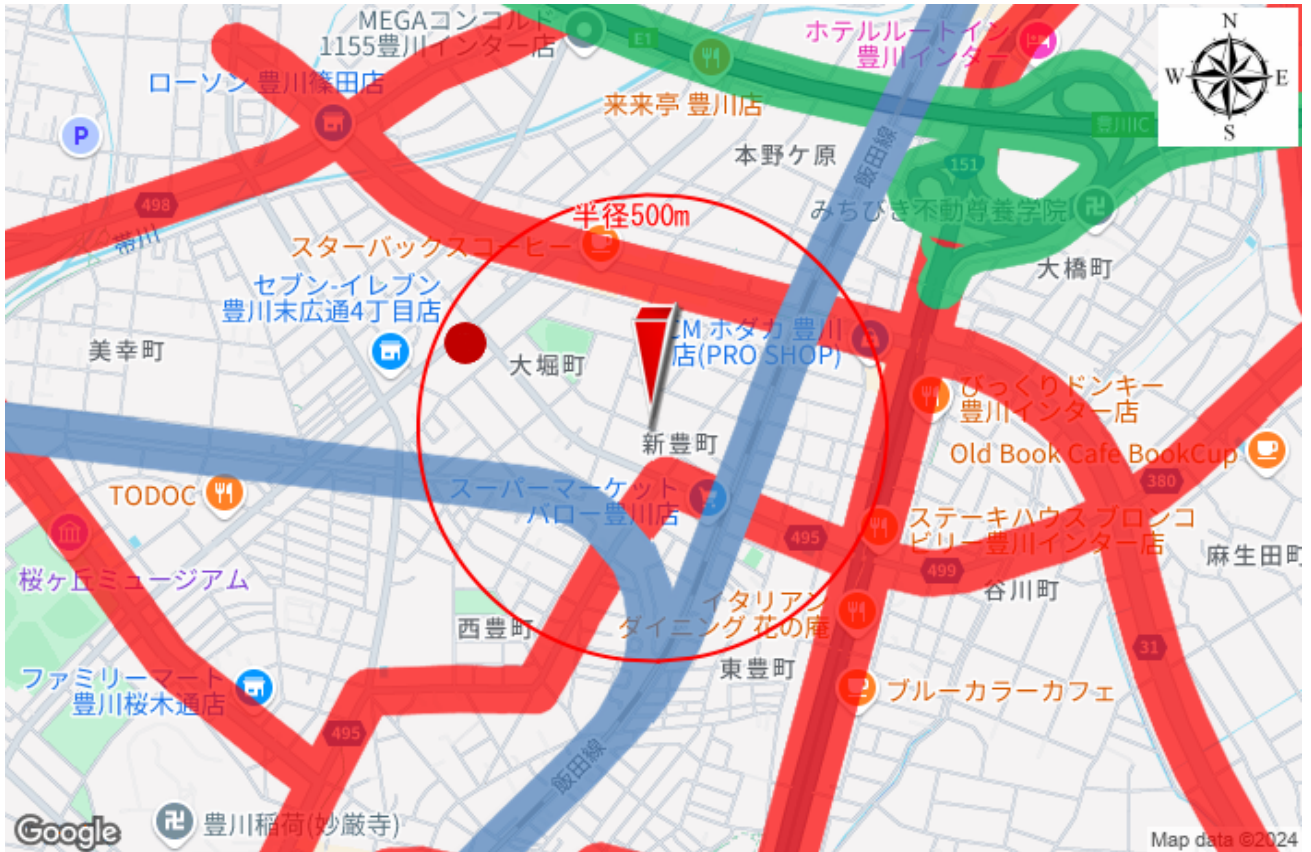 MEGAコンコルド
1155豊川インター店
E1
ホテルルートイン
豊川インター
N
W
E
S
ローソン 豊川篠田店
来来亭 豊川店
豊川IC
P
本野ケ原
飯田線
151
498
帯川
半径500m
みちびき不動尊養学院
スターバックスコーヒー
大橋町
セブン-イレブン
豊川末広通4丁目店
美幸町
大堀町
CM ホダカ 豊川
店(PRO SHOP)
びっくりドンキー
豊川インター店
新豊町
Old Book Cafe BookCup
380
TODOC
スーパーマーケット
バロー豊川店
ステーキハウス ブロンコ
ビリー豊川インター店
495
499
麻生田町
桜ヶ丘ミュージアム
谷川町
イタリアン
ダイニング 花の庵
西豊町
東豊町
31
ファミリーマート
豊川桜木通店
ブルーカラーカフェ
495
飯田線
豊川稲荷(妙厳寺)
Google
Map data ©2024